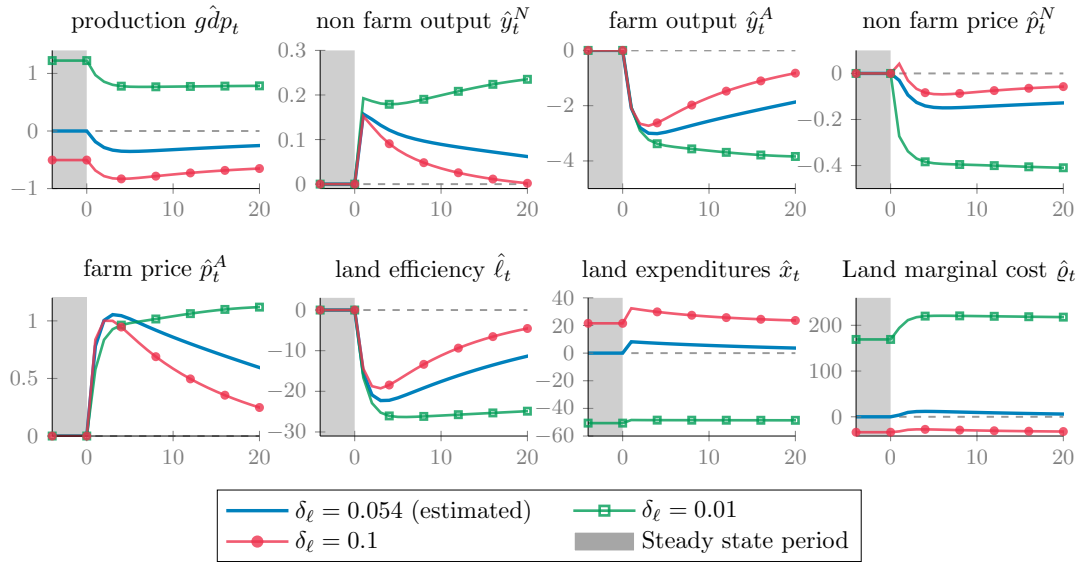 production gd̂p_t
non farm output ŷ_t^N
farm output ŷ_t^A
non farm price p̂_t^N
1
0
−1
0 10 20
0.3
0.2
0.1
0
0 10 20
0
−2
−4
0 10 20
0
−0.2
−0.4
0 10 20
farm price p̂_t^A
land efficiency ℓ̂_t
land expenditures x̂_t
Land marginal cost ϱ̂_t
1
0.5
0
0 10 20
0
−10
−20
−30
0 10 20
40
20
0
−20
−40
−60
0 10 20
200
100
0
0 10 20
δ_ℓ = 0.054 (estimated)
δ_ℓ = 0.01
δ_ℓ = 0.1
Steady state period